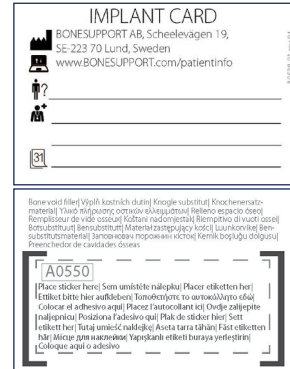 IMPLANT CARD
BONESUPPORT AB, Scheelevägen 19,
SE-223 70 Lund, Sweden
www.BONESUPPORT.com/patientinfo
?
31
Bone void filler| Výplň kostních dutin| Knogle substitut| Knochenersatz-
material| Υλικό πλήρωσης οστικών ελλειμμάτων| Relleno espacio óseo|
Remplisseur de vide osseux| Koštani nadomjestak| Riempitivo di vuoti ossei|
Botsubstituut| Bensubstitutt| Materiał zastępujący kości| Luunkorvike| Ben-
substitutsmaterial| Заповнювач порожнин кісток| Kemik boşluğu dolgusu|
Preenchedor de cavidades ósseas
A0550
Place sticker here| Sem umístěte nálepku| Placer etiketten her|
Ettiket bitte hier aufkleben| Τοποθετήστε το αυτοκόλλητο εδώ|
Colocar el adhesivo aquí| Placez l'autocollant ici| Ovdje zalijepite
naljepnicu| Posiziona l'adesivo qui| Plak de sticker hier| Sett
etikett her| Tutaj umieść naklejkę| Aseta tarra tähän| Fäst etiketten
här| Місце для наклейки| Yapışkanlı etiketi buraya yerleştirin|
Coloque aqui o adesivo